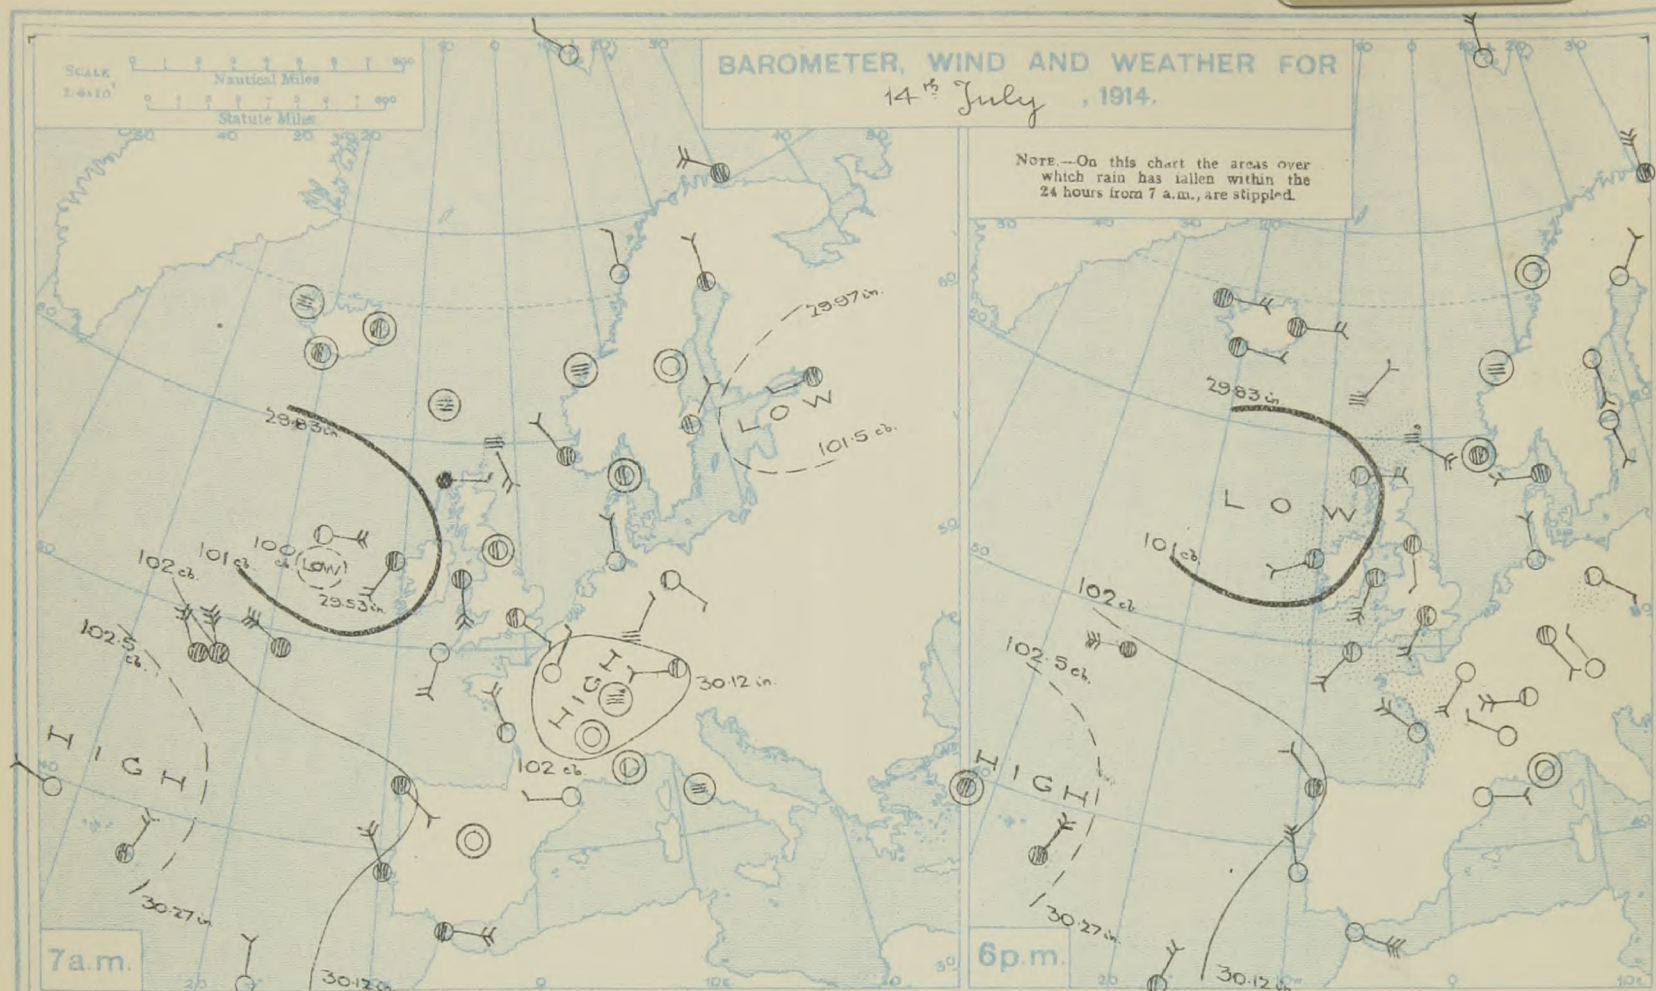 SCALE
Nautical Miles
Statute Miles
BAROMETER, WIND AND WEATHER FOR
14th July, 1914.
NOTE.—On this chart the areas over
which rain has fallen within the
24 hours from 7 a.m., are stippled.
29.97 in.
LOW
101.5 cb.
29.83 in
100 cb
LOW
29.53 in
101 cb.
102 cb.
102.5 cb.
HIGH
30.27 in
HIGH
30.12 in.
102 cb.
30.12 in
7 a.m.
29.83 in
LOW
101 cb.
102 cb
102.5 cb.
HIGH
30.27 in.
30.12 in
6 p.m.